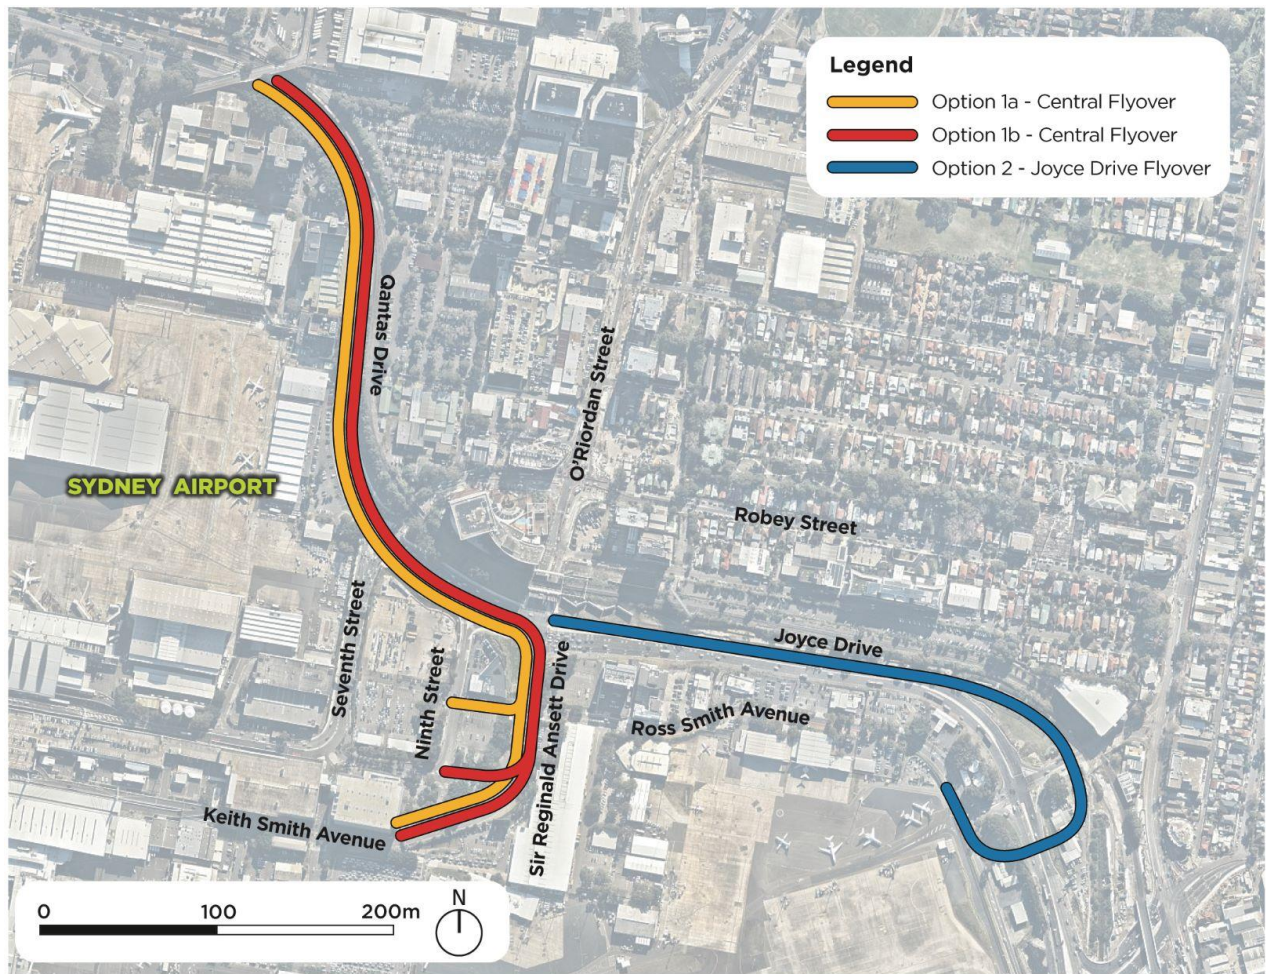 Legend
Option 1a - Central Flyover
Option 1b - Central Flyover
Option 2 - Joyce Drive Flyover
Qantas Drive
O'Riordan Street
SYDNEY AIRPORT
Robey Street
Seventh Street
Ninth Street
Sir Reginald Ansett Drive
Joyce Drive
Ross Smith Avenue
Keith Smith Avenue
0 100 200m
N